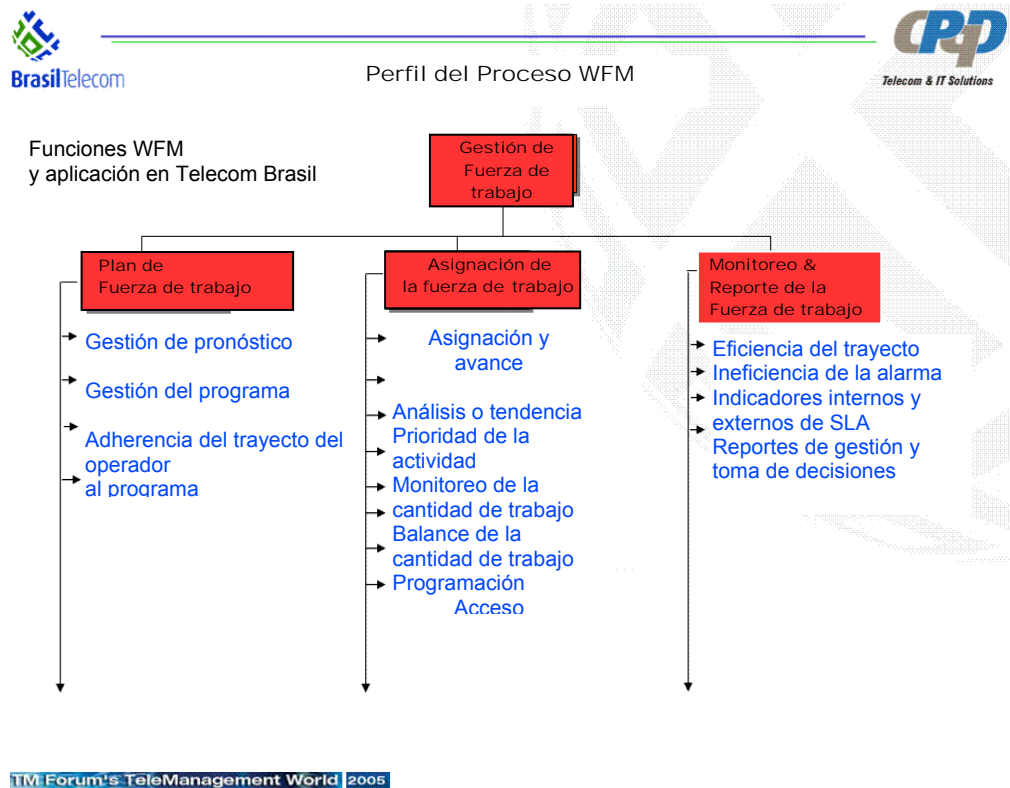 BrasilTelecom
Perfil del Proceso WFM
CPqD
Telecom & IT Solutions
Funciones WFM
y aplicación en Telecom Brasil
Gestión de
Fuerza de
trabajo
Plan de
Fuerza de trabajo
Gestión de pronóstico
Gestión del programa
Adherencia del trayecto del
operador
al programa
Asignación de
la fuerza de trabajo
Asignación y
avance
Análisis o tendencia
Prioridad de la
actividad
Monitoreo de la
cantidad de trabajo
Balance de la
cantidad de trabajo
Programación
Acceso
Monitoreo &
Reporte de la
Fuerza de trabajo
Eficiencia del trayecto
Ineficiencia de la alarma
Indicadores internos y
externos de SLA
Reportes de gestión y
toma de decisiones
TM Forum's TeleManagement World 2005